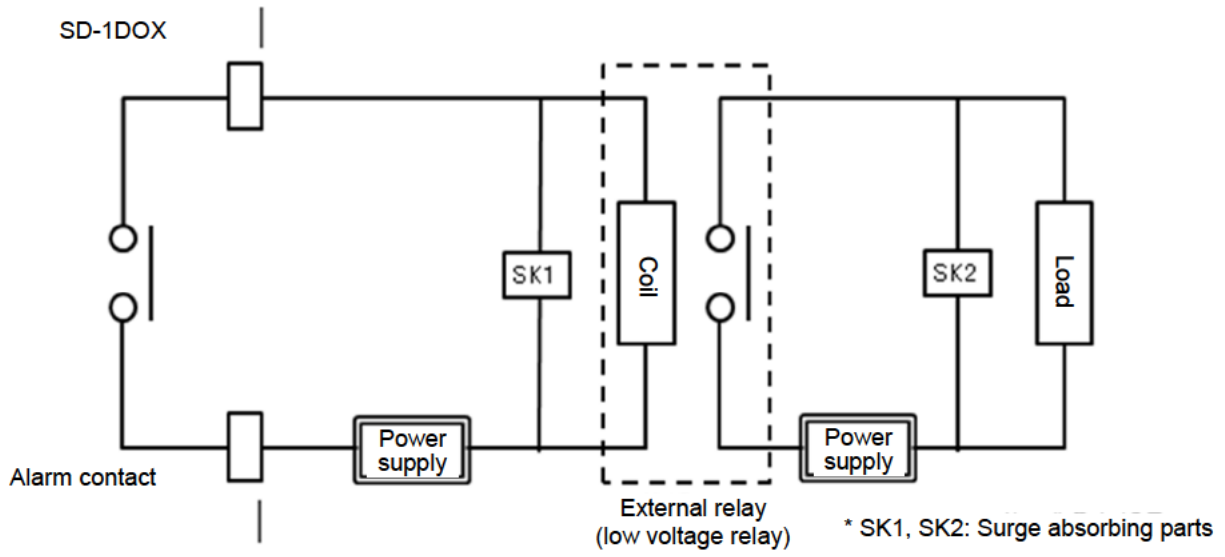 SD-1DOX
SK1
Coil
SK2
Load
Power
supply
Power
supply
Alarm contact
External relay
(low voltage relay)
* SK1, SK2: Surge absorbing parts